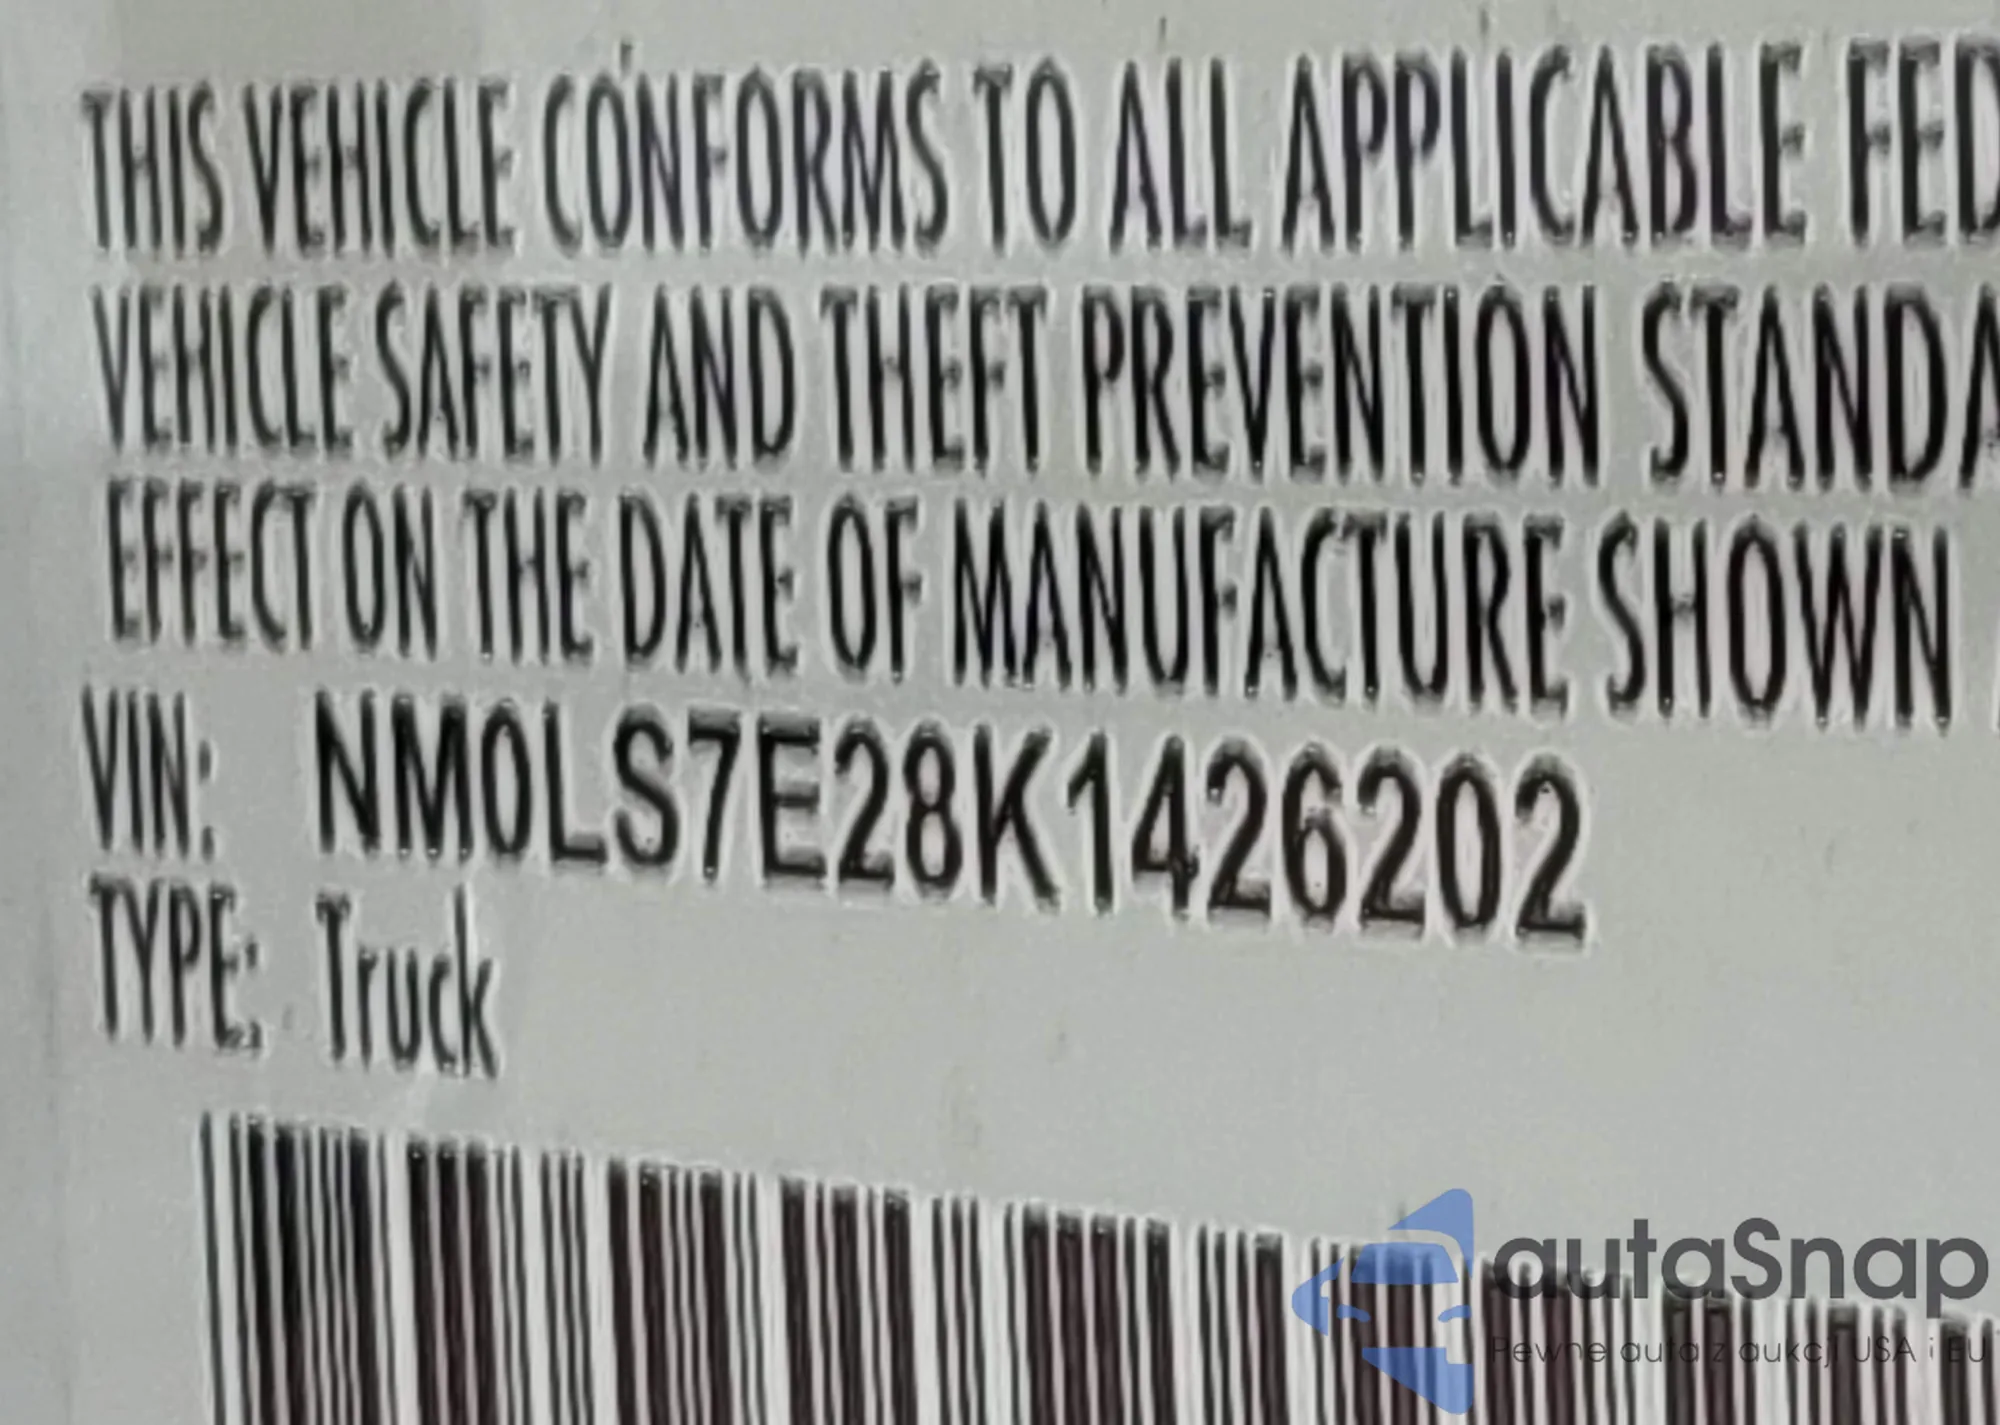 THIS VEHICLE CONFORMS TO ALL APPLICABLE FED
VEHICLE SAFETY AND THEFT PREVENTION STANDA
EFFECT ON THE DATE OF MANUFACTURE SHOWN
VIN: NM0LS7E28K1426202
TYPE: Truck
autaSnap
Pewne auta z aukcji USA i EU